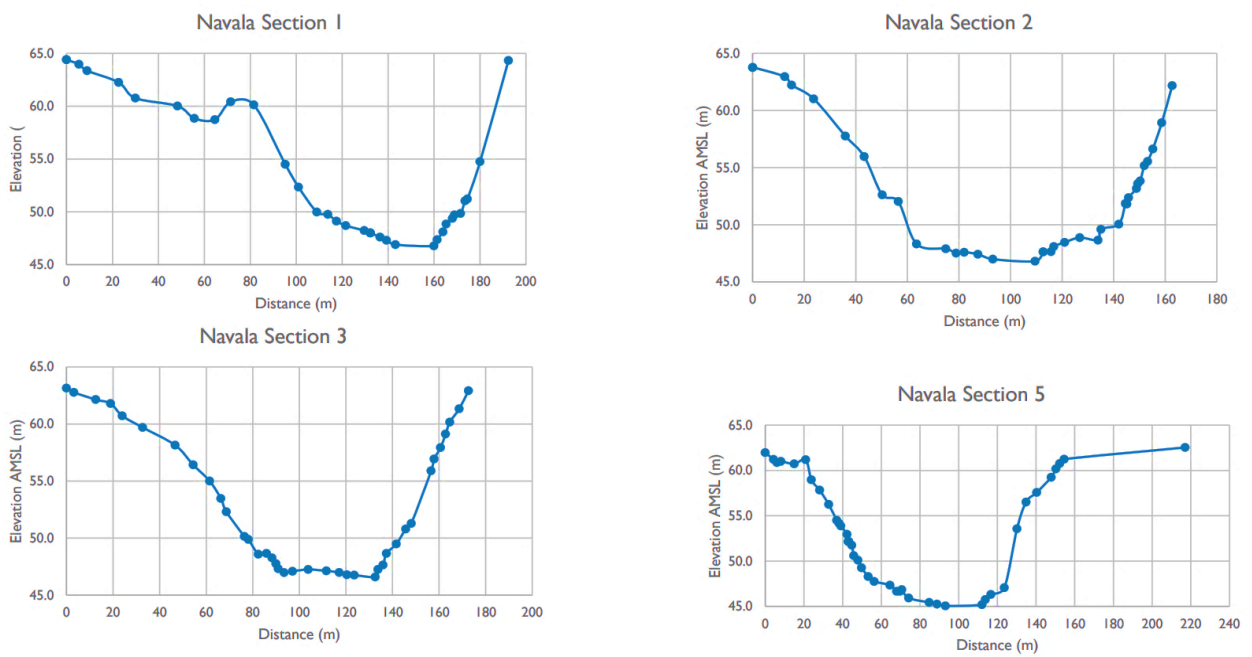 Navala Section 1
65.0
60.0
55.0
50.0
45.0
Elevation (
0 20 40 60 80 100 120 140 160 180 200
Distance (m)
Navala Section 2
65.0
60.0
55.0
50.0
45.0
Elevation AMSL (m)
0 20 40 60 80 100 120 140 160 180
Distance (m)
Navala Section 3
65.0
60.0
55.0
50.0
45.0
Elevation AMSL (m)
0 20 40 60 80 100 120 140 160 180 200
Distance (m)
Navala Section 5
65.0
60.0
55.0
50.0
45.0
Elevation AMSL (m)
0 20 40 60 80 100 120 140 160 180 200 220 240
Distance (m)